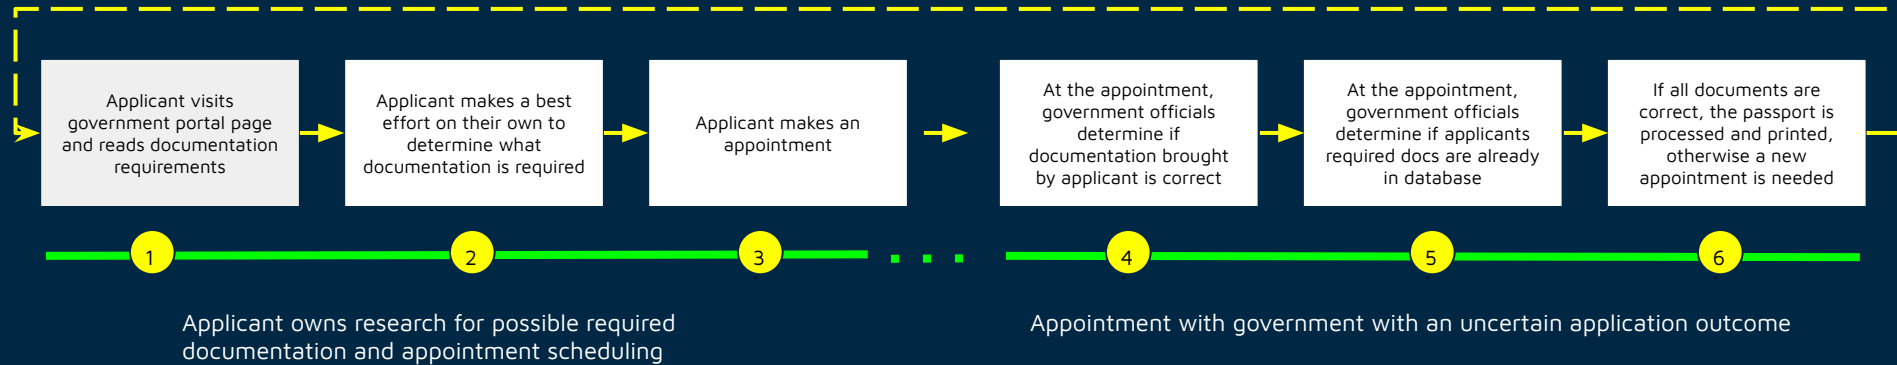 Applicant visits
government portal page
and reads documentation
requirements
Applicant makes a best
effort on their own to
determine what
documentation is required
Applicant makes an
appointment
At the appointment,
government officials
determine if
documentation brought
by applicant is correct
At the appointment,
government officials
determine if applicants
required docs are already
in database
If all documents are
correct, the passport is
processed and printed,
otherwise a new
appointment is needed
1
2
3
4
5
6
Applicant owns research for possible required
documentation and appointment scheduling
Appointment with government with an uncertain application outcome